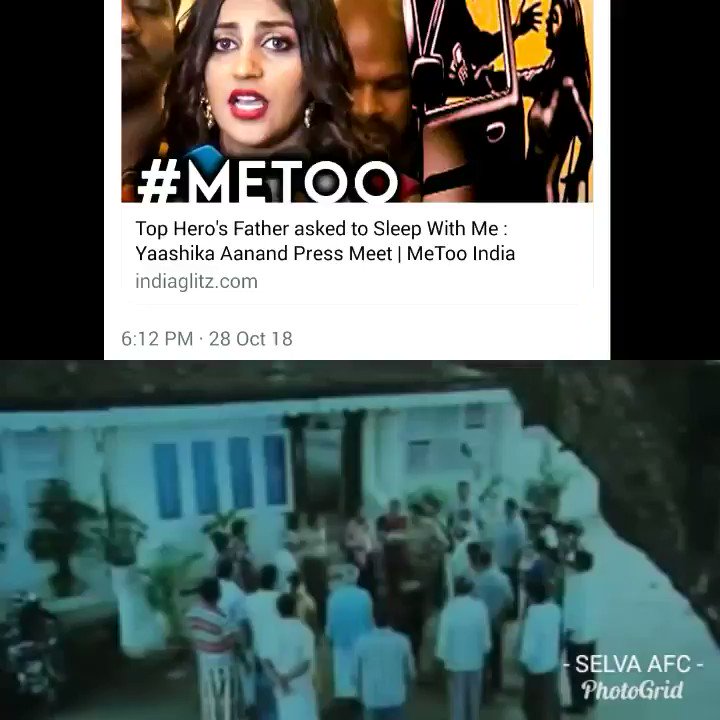 #METOO
Top Hero's Father asked to Sleep With Me :
Yaashika Aanand Press Meet | MeToo India
indiaglitz.com
6:12 PM · 28 Oct 18
- SELVA AFC -
PhotoGrid